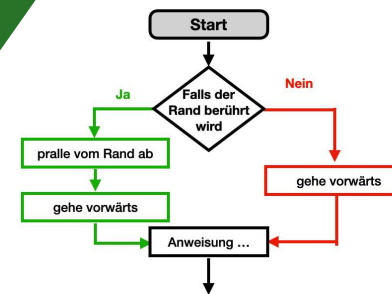 Start
Ja
Falls der
Rand berührt
wird
Nein
pralle vom Rand ab
gehe vorwärts
gehe vorwärts
Anweisung ...